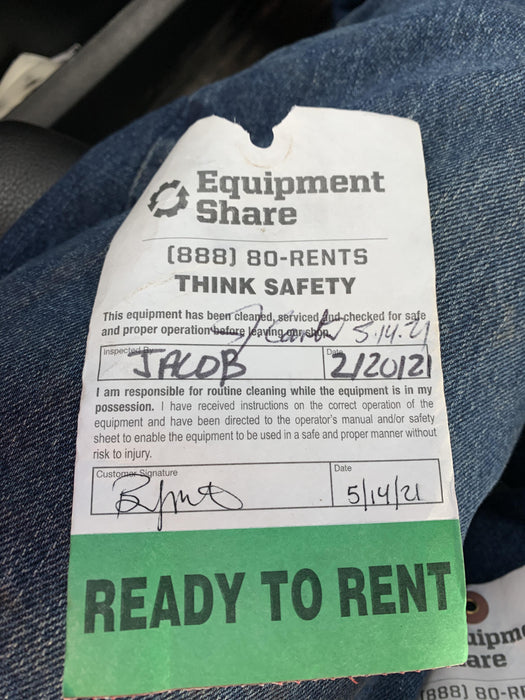 Equipment
Share
(888) 80-RENTS
THINK SAFETY
This equipment has been cleaned, serviced and checked for safe
and proper operation before leaving our shop. 5.14.21
Inspected By
JACOB
Date
2/20/21
I am responsible for routine cleaning while the equipment is in my
possession. I have received instructions on the correct operation of the
equipment and have been directed to the operator's manual and/or safety
sheet to enable the equipment to be used in a safe and proper manner without
risk to injury.
Customer Signature
Date
5/14/21
READY TO RENT
uipme
are
(888) 80-R